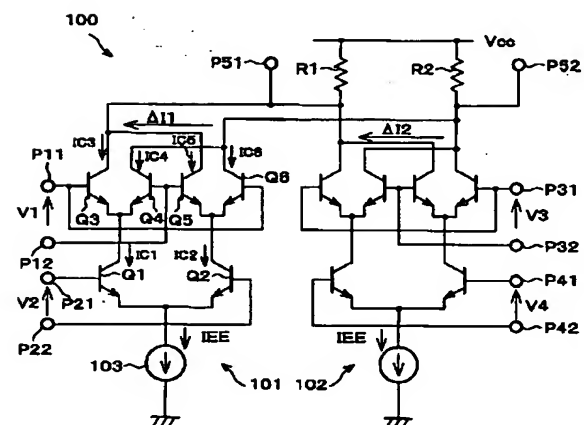 100
Vcc
P51
R1
R2
P52
ΔI1
ΔI2
IC3
IC4
IC5
IC6
P11
Q6
P31
V1
Q3
Q4
Q5
V3
P12
P32
IC1
IC2
Q1
Q2
P41
V2
P21
V4
P22
P42
IEE
IEE
103
101
102